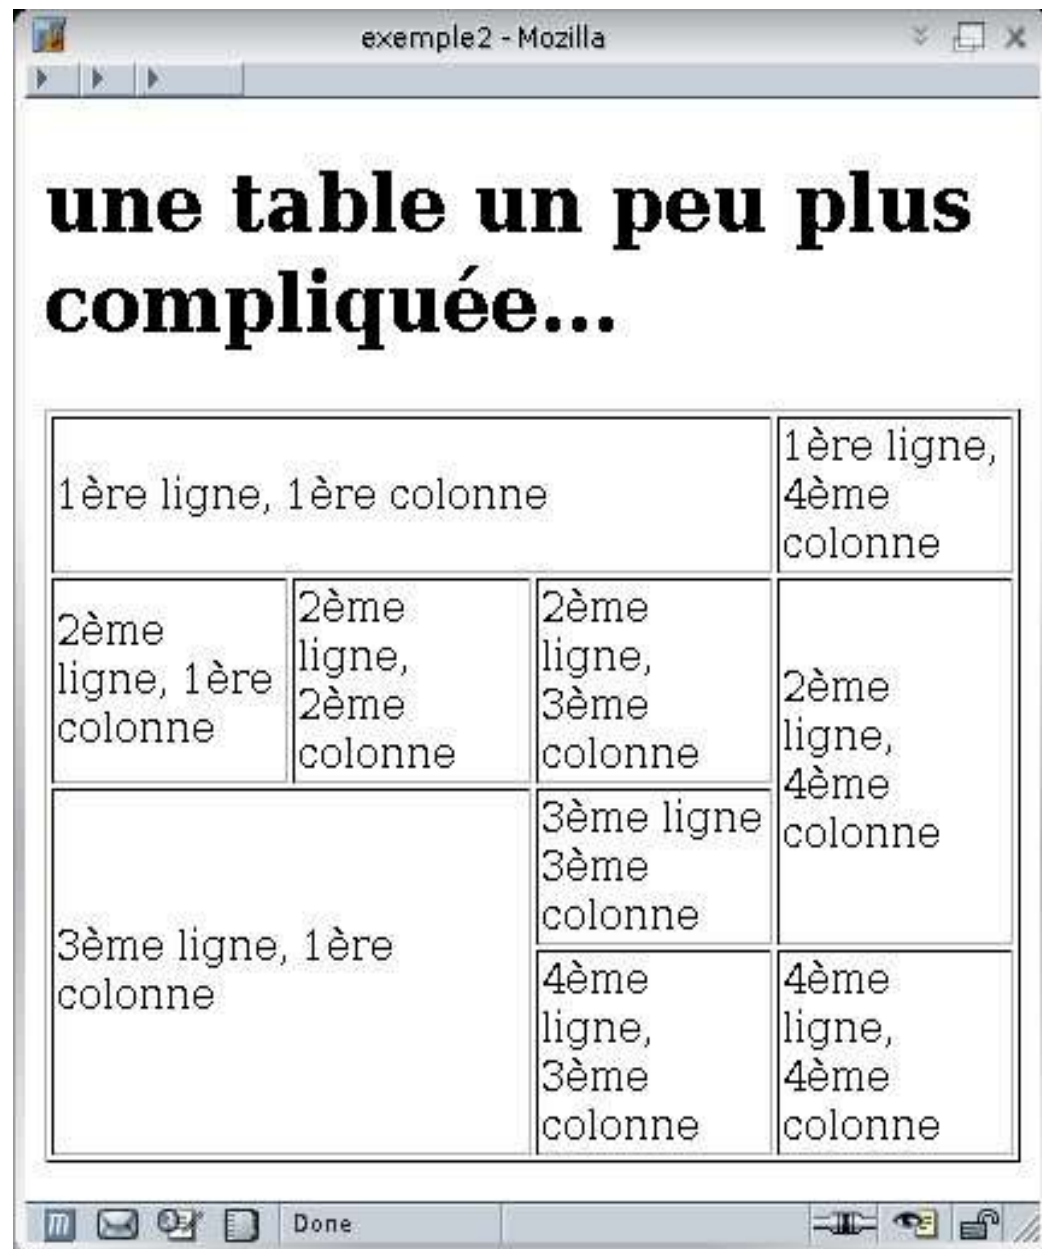 exemple2 - Mozilla
une table un peu plus
compliquée...
1ère ligne, 1ère colonne
1ère ligne,
4ème
colonne
2ème
ligne, 1ère
colonne
2ème
ligne,
2ème
colonne
2ème
ligne,
3ème
colonne
2ème
ligne,
4ème
colonne
3ème ligne, 1ère
colonne
3ème ligne
3ème
colonne
4ème
ligne,
3ème
colonne
4ème
ligne,
4ème
colonne
Done